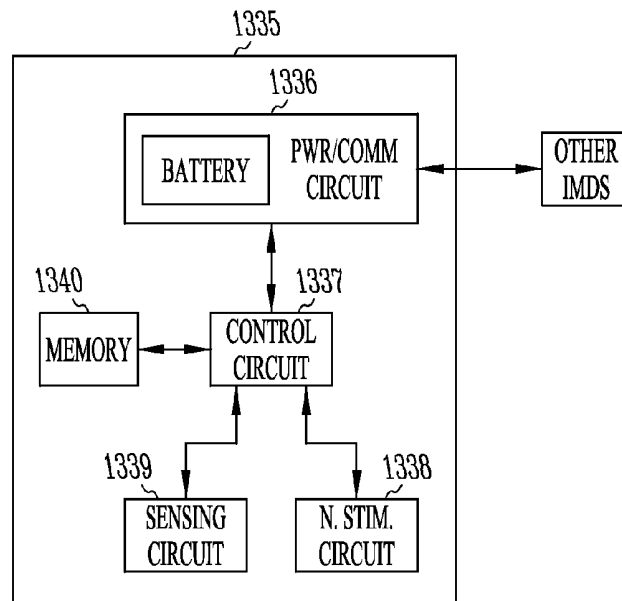 1335
1336
BATTERY
PWR/COMM
CIRCUIT
OTHER
IMDS
1340
1337
MEMORY
CONTROL
CIRCUIT
1339
1338
SENSING
CIRCUIT
N. STIM.
CIRCUIT